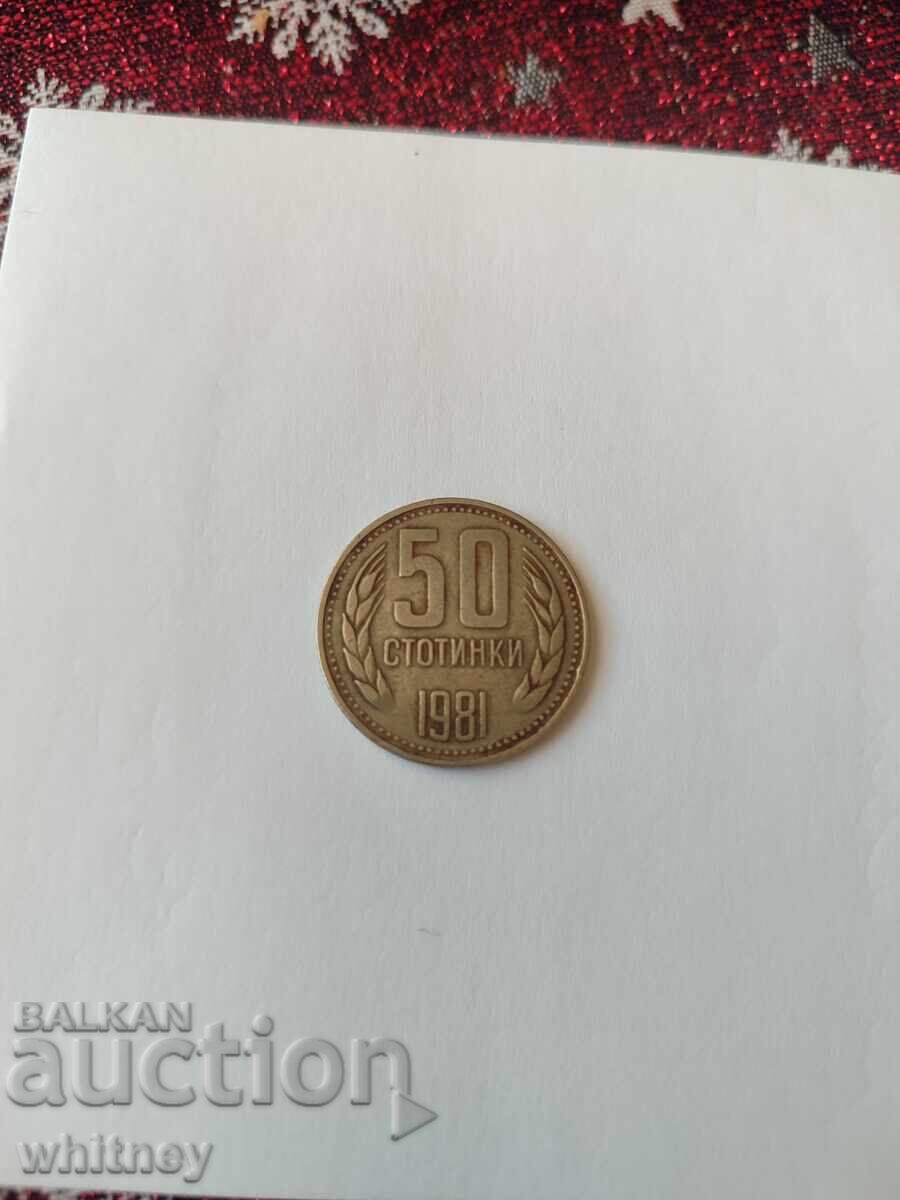 50
СТОТИНКИ
1981
BALKAN
auction
whitney